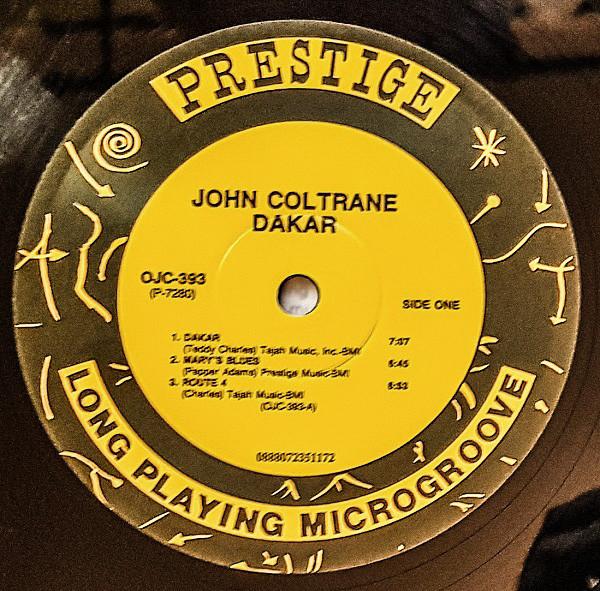 PRESTIGE
JOHN COLTRANE
DAKAR
OJC-393
(P-7280)
SIDE ONE
1. DAKAR 7:07
(Teddy Charles) Tajah Music, Inc.-BMI
2. MARY'S BLUES 6:45
(Pepper Adams) Prestige Music-BMI
3. ROUTE 4
(Charles) Tajah Music-BMI
(OJC-393-A)
0888072351172
LONG PLAYING MICROGROOVE